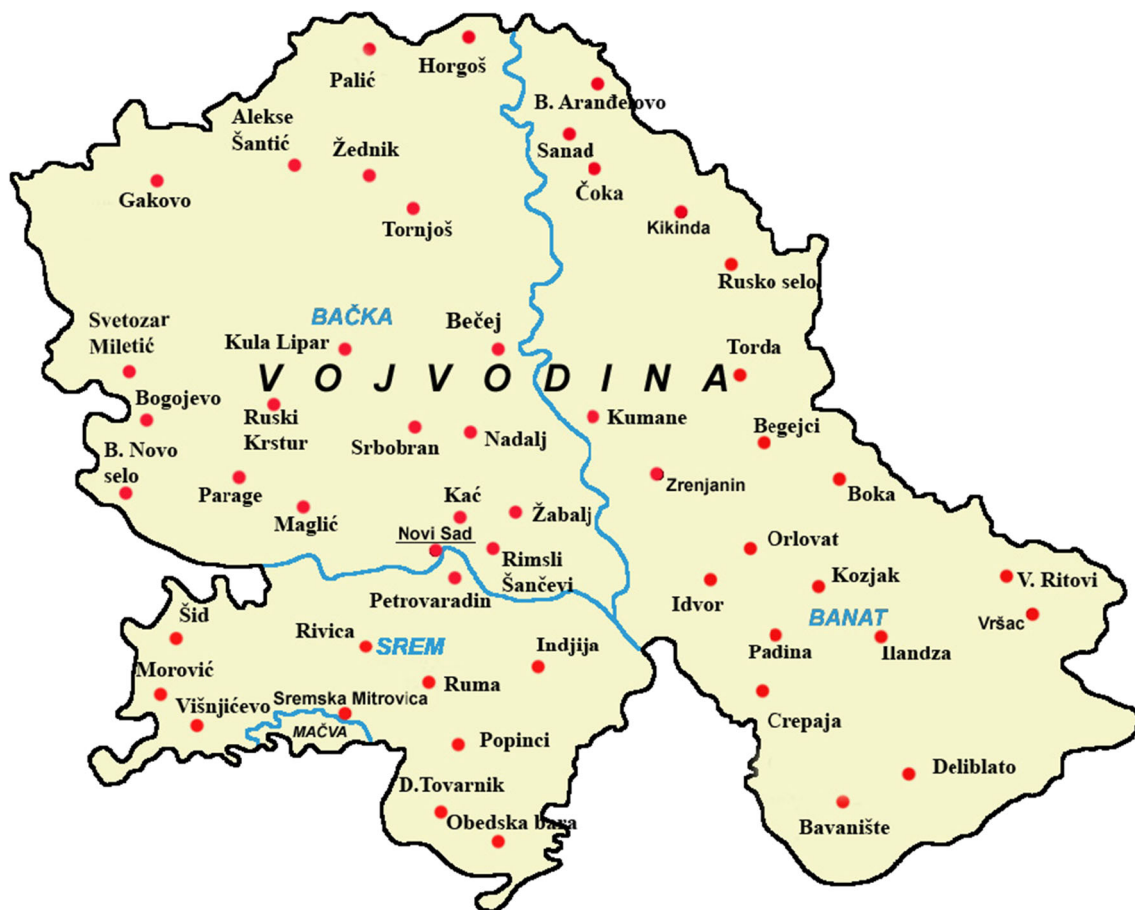 Horgoš
Palić
B. Aranđelovo
Alekse
Šantić
Žednik
Sanad
Čoka
Gakovo
Tornjoš
Kikinda
Rusko selo
BAČKA
Svetozar
Miletić
Kula Lipar
Bečej
Torda
VOJVODINA
Bogojevo
Ruski
Krstur
Kumane
Begejci
Srbobran
Nadalj
B. Novo
selo
Parage
Zrenjanin
Boka
Kać
Maglić
Žabalj
Novi Sad
Orlovat
Rimsli
Šančevi
Kozjak
V. Ritovi
Petrovaradin
Idvor
Šid
Rivica
SREM
Indjija
BANAT
Vršac
Padina
Ilandza
Morović
Ruma
Višnjićevo
Sremska Mitrovica
MAČVA
Crepaja
Popinci
Deliblato
D.Tovarnik
Obedska bara
Bavanište